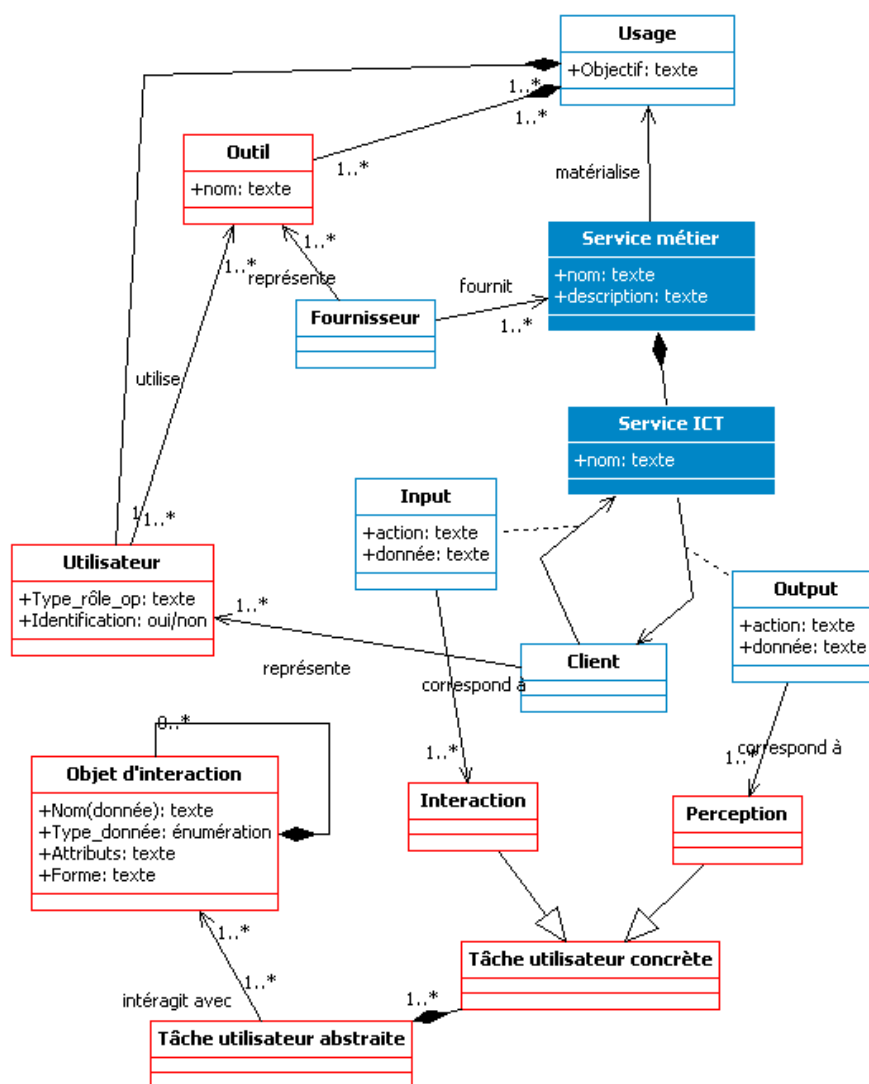 Usage
+Objectif: texte
1..*
1..*
Outil
+nom: texte
1..*
matérialise
1..*
1..*
représente
Service métier
+nom: texte
+description: texte
fournit
1..*
Fournisseur
utilise
Service ICT
+nom: texte
Input
+action: texte
+donnée: texte
1
1..*
Utilisateur
+Type_rôle_op: texte
+Identification: oui/non
Output
+action: texte
+donnée: texte
1..*
représente
Client
correspond à
0..*
1..*
correspond à
1..*
Objet d'interaction
+Nom(donnée): texte
+Type_donnée: énumération
+Attributs: texte
+Forme: texte
Interaction
Perception
1..*
1..*
Tâche utilisateur concrète
intéragit avec
1..*
Tâche utilisateur abstraite